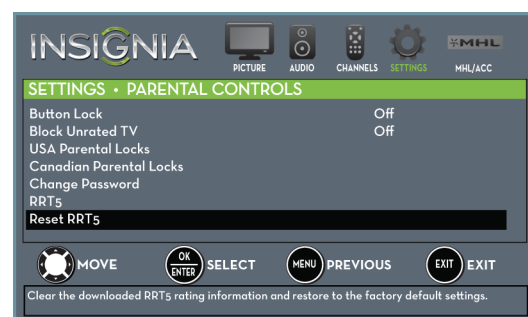 INSIGNIA
PICTURE AUDIO CHANNELS SETTINGS MHL MHL/ACC
SETTINGS • PARENTAL CONTROLS
Button Lock Off
Block Unrated TV Off
USA Parental Locks
Canadian Parental Locks
Change Password
RRT5
Reset RRT5
MOVE OK ENTER SELECT MENU PREVIOUS EXIT EXIT
Clear the downloaded RRT5 rating information and restore to the factory default settings.